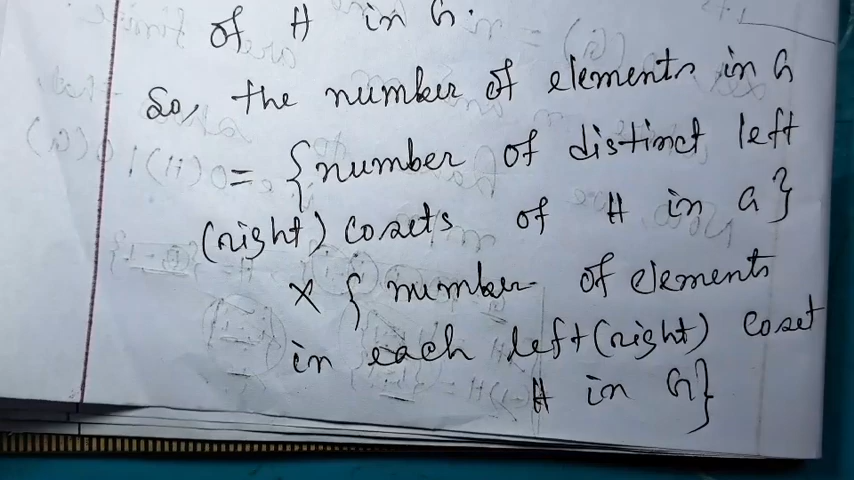 of H in G.
So, the number of elements in G
= {number of distinct left
(right) cosets of H in G}
× { number of elements
in each left (right) coset
H in G}